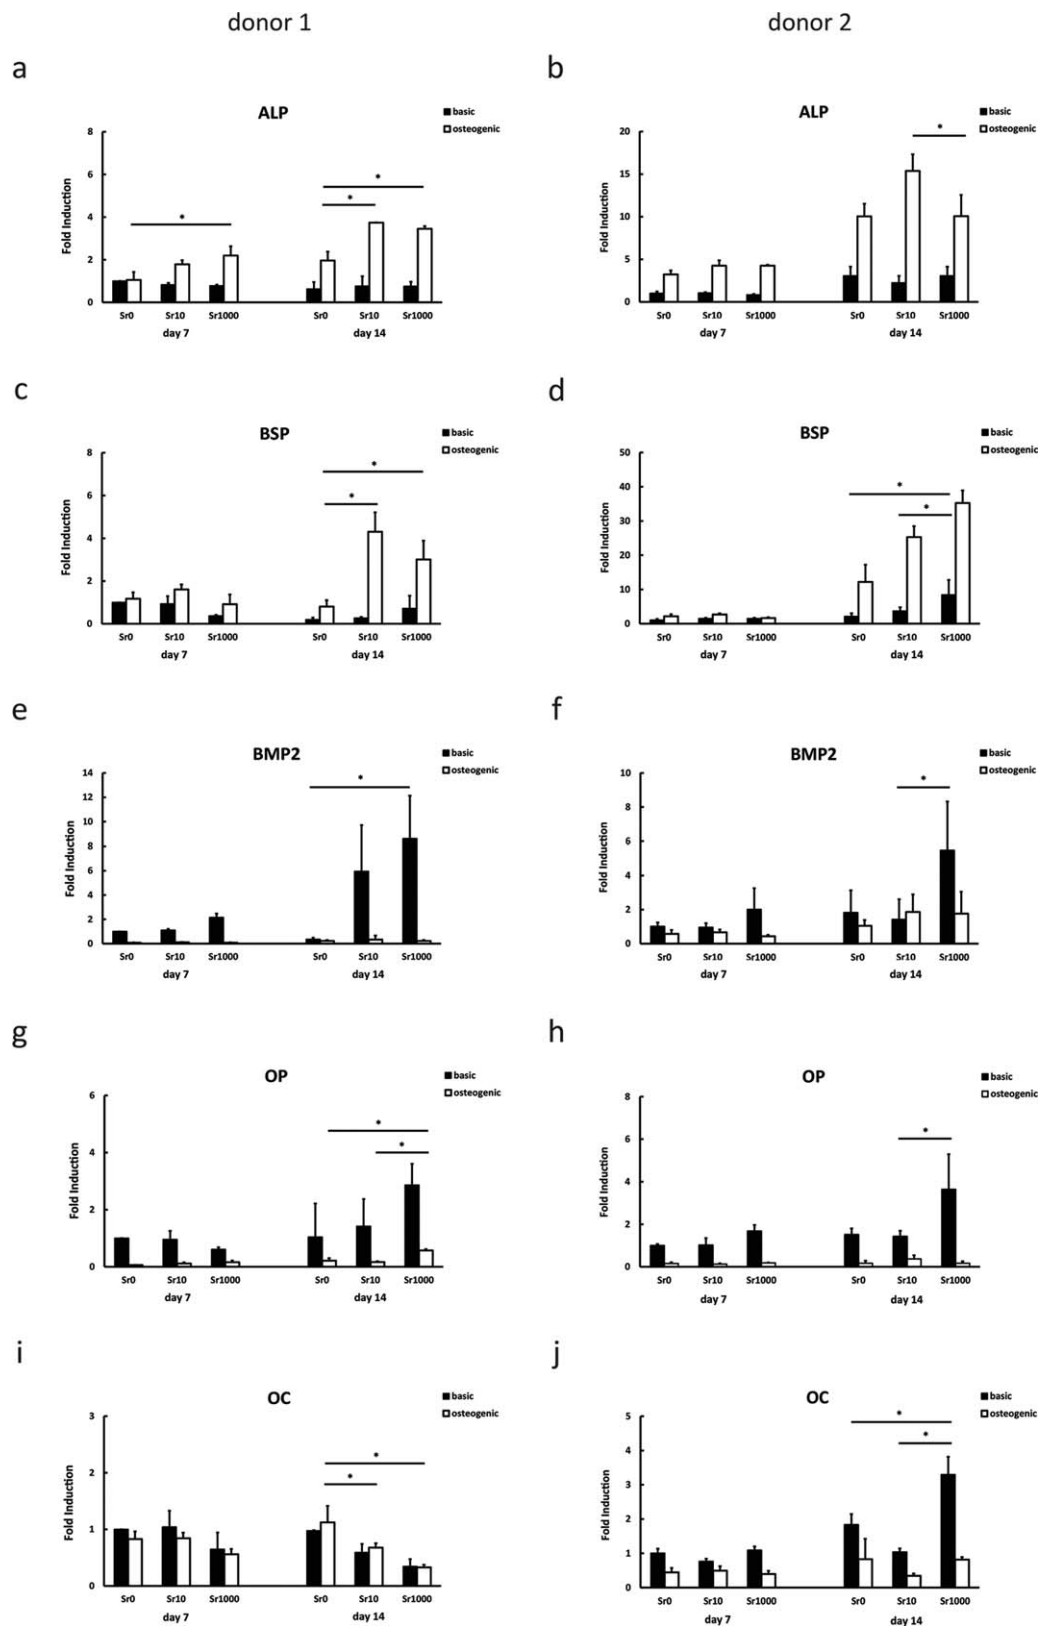 donor 1
donor 2
a
ALP
basic
osteogenic
Fold Induction
8
6
4
2
0
*
*
*
Sr0 Sr10 Sr1000 Sr0 Sr10 Sr1000
day 7 day 14
b
ALP
basic
osteogenic
Fold Induction
20
15
10
5
0
*
Sr0 Sr10 Sr1000 Sr0 Sr10 Sr1000
day 7 day 14
c
BSP
basic
osteogenic
Fold Induction
8
6
4
2
0
*
*
Sr0 Sr10 Sr1000 Sr0 Sr10 Sr1000
day 7 day 14
d
BSP
basic
osteogenic
Fold Induction
50
40
30
20
10
0
*
*
Sr0 Sr10 Sr1000 Sr0 Sr10 Sr1000
day 7 day 14
e
BMP2
basic
osteogenic
Fold Induction
14
12
10
8
6
4
2
0
*
Sr0 Sr10 Sr1000 Sr0 Sr10 Sr1000
day 7 day 14
f
BMP2
basic
osteogenic
Fold Induction
10
8
6
4
2
0
*
Sr0 Sr10 Sr1000 Sr0 Sr10 Sr1000
day 7 day 14
g
OP
basic
osteogenic
Fold Induction
6
4
2
0
*
*
Sr0 Sr10 Sr1000 Sr0 Sr10 Sr1000
day 7 day 14
h
OP
basic
osteogenic
Fold Induction
8
6
4
2
0
*
Sr0 Sr10 Sr1000 Sr0 Sr10 Sr1000
day 7 day 14
i
OC
basic
osteogenic
Fold Induction
3
2
1
0
*
*
Sr0 Sr10 Sr1000 Sr0 Sr10 Sr1000
day 7 day 14
j
OC
basic
osteogenic
Fold Induction
5
4
3
2
1
0
*
*
Sr0 Sr10 Sr1000 Sr0 Sr10 Sr1000
day 7 day 14